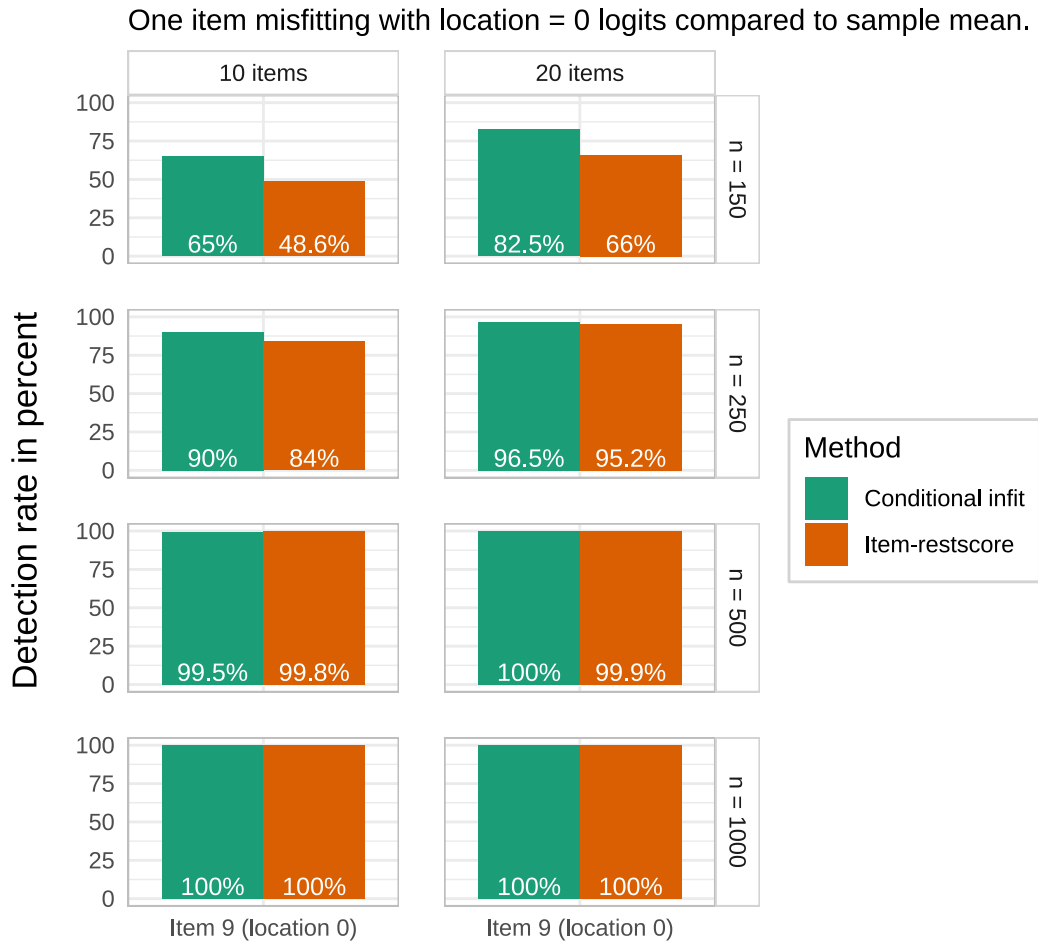 One item misfitting with location = 0 logits compared to sample mean.
10 items
20 items
Detection rate in percent
100
75
50
25
0
65%
48.6%
82.5%
66%
n = 150
100
75
50
25
0
90%
84%
96.5%
95.2%
n = 250
100
75
50
25
0
99.5%
99.8%
100%
99.9%
n = 500
100
75
50
25
0
100%
100%
100%
100%
n = 1000
Item 9 (location 0)
Item 9 (location 0)
Method
Conditional infit
Item-restscore